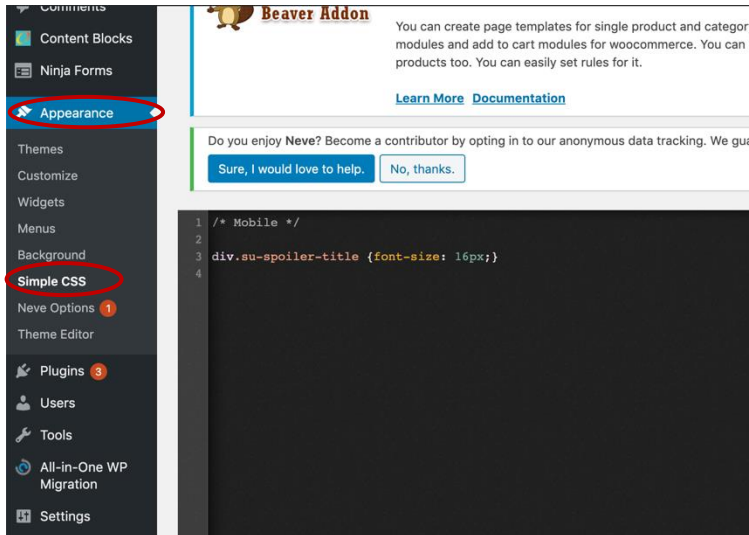 Comments
Content Blocks
Ninja Forms
Appearance
Themes
Customize
Widgets
Menus
Background
Simple CSS
Neve Options 1
Theme Editor
Plugins 3
Users
Tools
All-in-One WP
Migration
Settings
Beaver Addon
You can create page templates for single product and categor
modules and add to cart modules for woocommerce. You can
products too. You can easily set rules for it.
Learn More Documentation
Do you enjoy Neve? Become a contributor by opting in to our anonymous data tracking. We gua
Sure, I would love to help. No, thanks.
1 /* Mobile */
2
3 div.su-spoiler-title {font-size: 16px;}
4